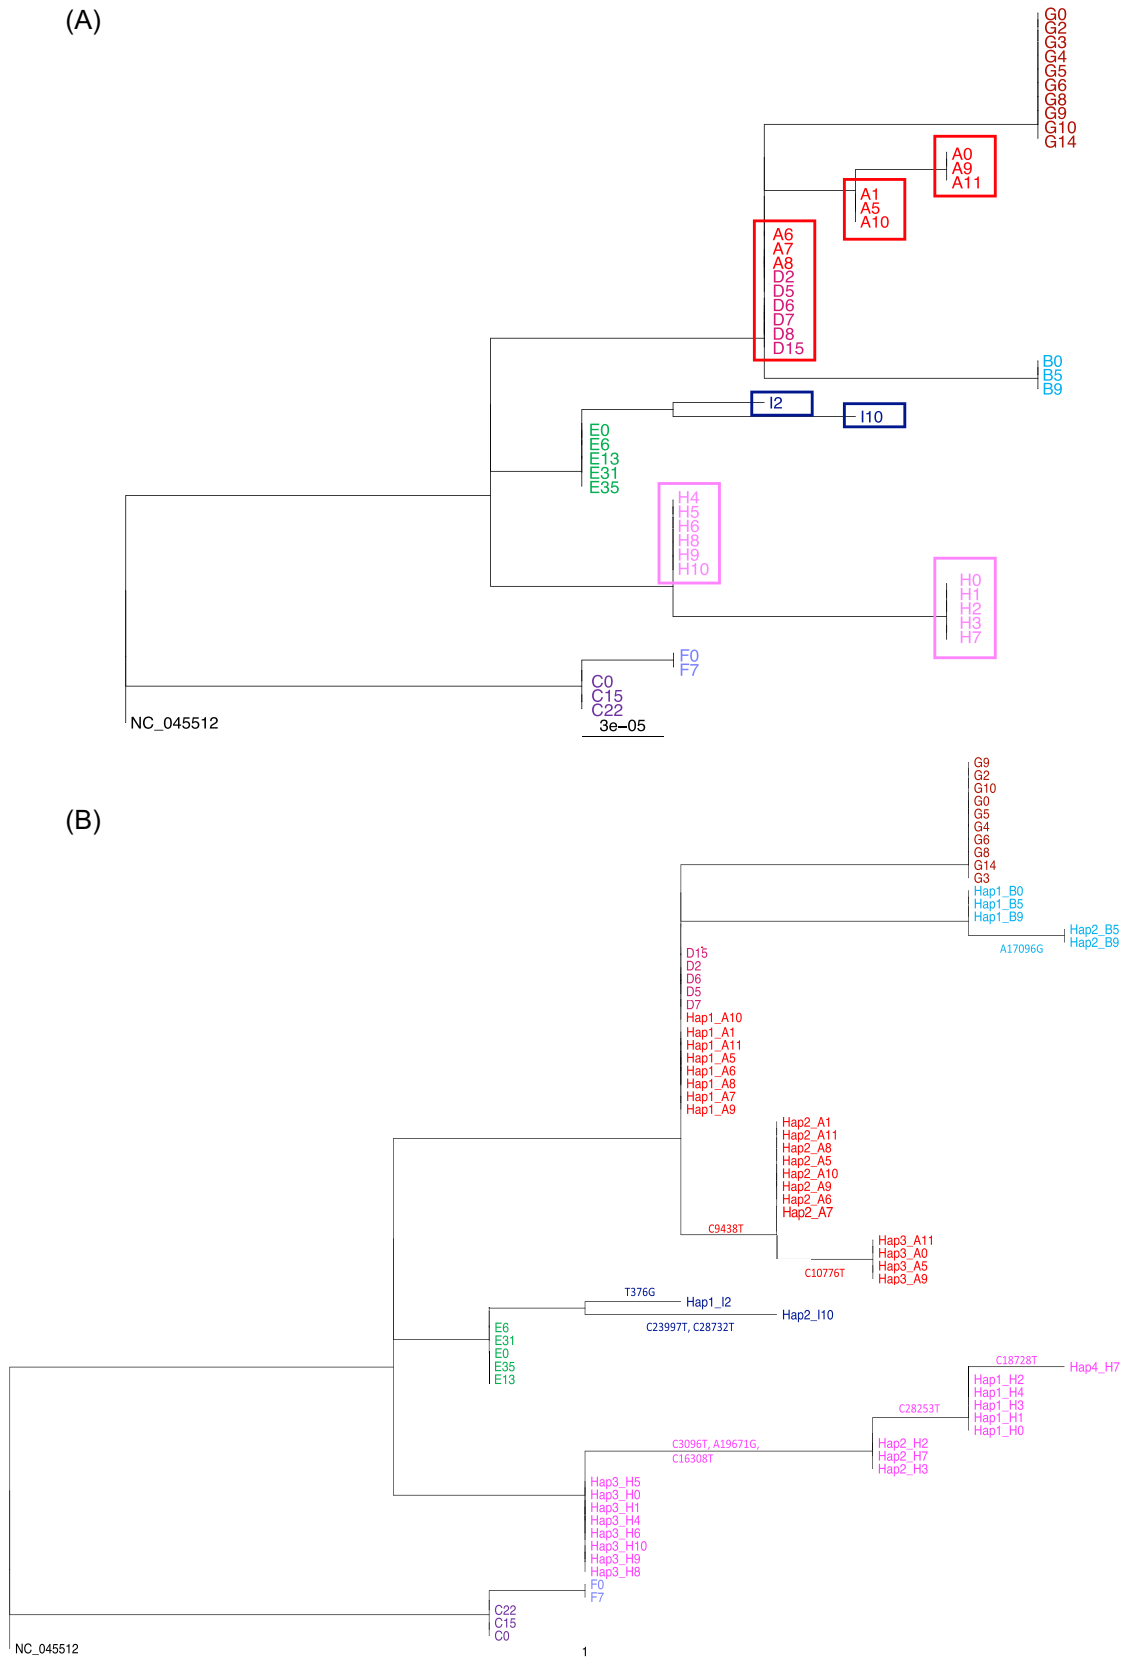 (A)
G0
G2
G3
G4
G5
G6
G8
G9
G10
G14
A0
A9
A11
A1
A5
A10
A6
A7
A8
D2
D5
D6
D7
D8
D15
B0
B5
B9
I2
I10
E0
E6
E13
E31
E35
H4
H5
H6
H8
H9
H10
H0
H1
H2
H3
H7
F0
F7
C0
C15
C22
NC_045512
3e−05
(B)
G9
G2
G10
G0
G5
G4
G6
G8
G14
G3
Hap1_B0
Hap1_B5
Hap1_B9
Hap2_B5
Hap2_B9
A17096G
D15
D2
D6
D5
D7
Hap1_A10
Hap1_A1
Hap1_A11
Hap1_A5
Hap1_A6
Hap1_A8
Hap1_A7
Hap1_A9
Hap2_A1
Hap2_A11
Hap2_A8
Hap2_A5
Hap2_A10
Hap2_A9
Hap2_A6
Hap2_A7
C9438T
Hap3_A11
Hap3_A0
Hap3_A5
Hap3_A9
C10776T
T376G
Hap1_I2
Hap2_I10
C23997T, C28732T
E6
E31
E0
E35
E13
C18728T
Hap4_H7
Hap1_H2
Hap1_H4
Hap1_H3
Hap1_H1
Hap1_H0
C28253T
Hap2_H2
Hap2_H7
Hap2_H3
C3096T, A19671G,
C16308T
Hap3_H5
Hap3_H0
Hap3_H1
Hap3_H4
Hap3_H6
Hap3_H10
Hap3_H9
Hap3_H8
F0
F7
C22
C15
C0
NC_045512
1